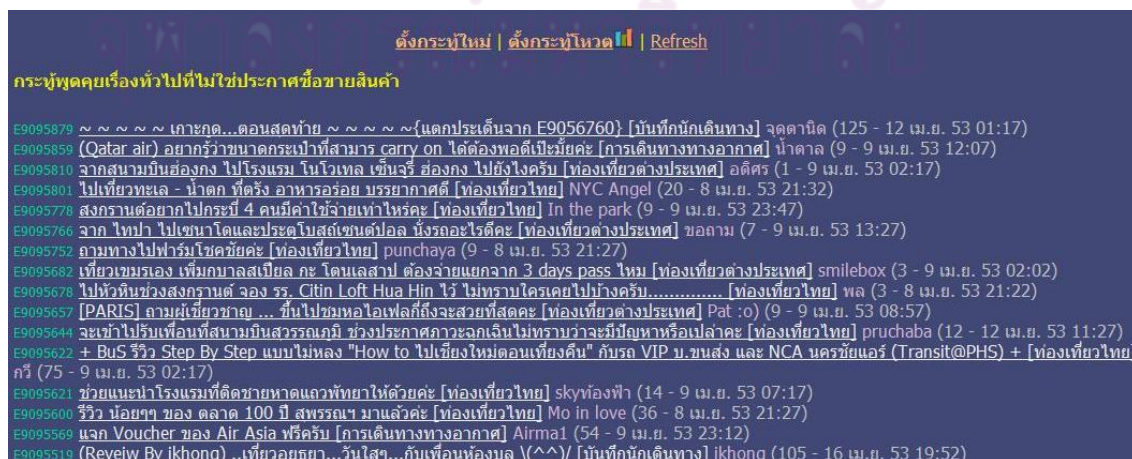 ตั้งกระทู้ใหม่ | ตั้งกระทู้โหวต | Refresh
กระทู้พูดคุยเรื่องทั่วไปที่ไม่ใช่ประกาศซื้อขายสินค้า
E9095879 ~ ~ ~ ~ ~ เกาะกูด...ตอนสุดท้าย ~ ~ ~ ~ ~{แตกประเด็นจาก E9056760} [บันทึกนักเดินทาง] จุดตานิด (125 - 12 เม.ย. 53 01:17)
E9095859 (Qatar air) อยากรู้ว่าขนาดกระเป๋าที่สามาร carry on ได้ต้องพอดีเป๊ะมั้ยค่ะ [การเดินทางทางอากาศ] น้ำตาล (9 - 9 เม.ย. 53 12:07)
E9095810 จากสนามบินฮ่องกง ไปโรงแรม โนโวเทล เซ็นจุรี่ ฮ่องกง ไปยังไงครับ [ท่องเที่ยวต่างประเทศ] อดิศร (1 - 9 เม.ย. 53 02:17)
E9095801 ไปเที่ยวทะเล - น้ำตก ที่ตรัง อาหารอร่อย บรรยากาศดี [ท่องเที่ยวไทย] NYC Angel (20 - 8 เม.ย. 53 21:32)
E9095778 สงกรานต์อยากไปกระบี่ 4 คนมีค่าใช้จ่ายเท่าไหร่คะ [ท่องเที่ยวไทย] In the park (9 - 9 เม.ย. 53 23:47)
E9095766 จาก ไทปา ไปเซนาโดและประตูโบสถ์เซนต์ปอล นั่งรถอะไรดีคะ [ท่องเที่ยวต่างประเทศ] ขอถาม (7 - 9 เม.ย. 53 13:27)
E9095752 ถามทางไปฟาร์มโชคชัยค่ะ [ท่องเที่ยวไทย] punchaya (9 - 8 เม.ย. 53 21:27)
E9095682 เที่ยวเขมรเอง เพิ่มกบาลสเปียล กะ โตนเลสาป ต้องจ่ายแยกจาก 3 days pass ไหม [ท่องเที่ยวต่างประเทศ] smilebox (3 - 9 เม.ย. 53 02:02)
E9095678 ไปหัวหินช่วงสงกรานต์ จอง รร. Citin Loft Hua Hin ไว้ ไม่ทราบใครเคยไปบ้างครับ.............. [ท่องเที่ยวไทย] พล (3 - 8 เม.ย. 53 21:22)
E9095657 [PARIS] ถามผู้เชี่ยวชาญ ... ขึ้นไปชมหอไอเฟลกี่ถึงจะสวยที่สุดคะ [ท่องเที่ยวต่างประเทศ] Pat :o) (9 - 9 เม.ย. 53 08:57)
E9095644 จะเข้าไปรับเพื่อนที่สนามบินสุวรรณภูมิ ช่วงประกาศภาวะฉุกเฉินไม่ทราบว่าจะมีปัญหาหรือเปล่าคะ [ท่องเที่ยวไทย] pruchaba (12 - 12 เม.ย. 53 11:27)
E9095622 + BuS รีวิว Step By Step แบบไม่หลง "How to ไปเชียงใหม่ตอนเที่ยงคืน" กับรถ VIP บ.ขนส่ง และ NCA นครชัยแอร์ (Transit@PHS) + [ท่องเที่ยวไทย]
กวี (75 - 9 เม.ย. 53 02:17)
E9095621 ช่วยแนะนำโรงแรมที่ติดชายหาดแถวพัทยาให้ด้วยค่ะ [ท่องเที่ยวไทย] skyท้องฟ้า (14 - 9 เม.ย. 53 07:17)
E9095600 รีวิว น้อยๆๆ ของ ตลาด 100 ปี สุพรรณฯ มาแล้วค่ะ [ท่องเที่ยวไทย] Mo in love (36 - 8 เม.ย. 53 21:27)
E9095569 แจก Voucher ของ Air Asia ฟรีครับ [การเดินทางทางอากาศ] Airma1 (54 - 9 เม.ย. 53 23:12)
E9095519 (Reveiw By jkhong) ..เที่ยวอยุธยา...วันใสๆ...กับเพื่อนห้องบลู \(^^)/ [บันทึกนักเดินทาง] jkhong (105 - 16 เม.ย. 53 19:52)